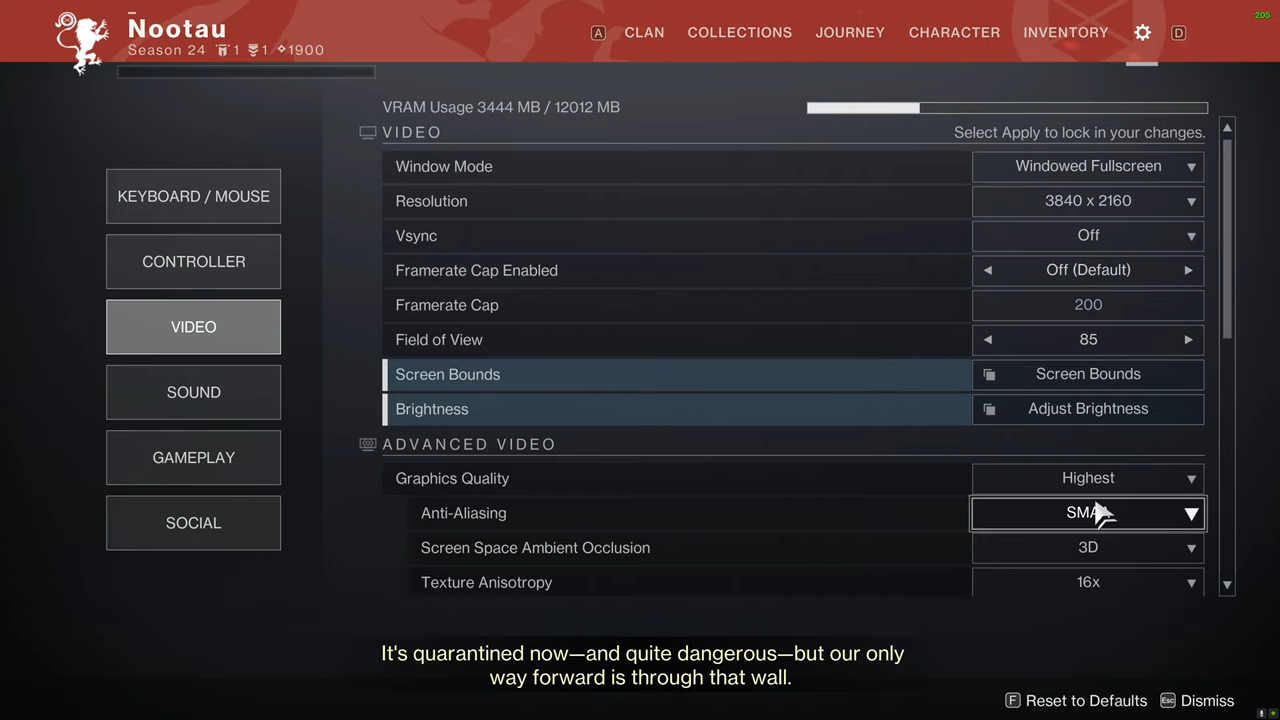 205
Nootau
Season 24 1 1 1900
A CLAN COLLECTIONS JOURNEY CHARACTER INVENTORY D
VRAM Usage 3444 MB / 12012 MB
VIDEO Select Apply to lock in your changes.
Window Mode Windowed Fullscreen
Resolution 3840 x 2160
Vsync Off
Framerate Cap Enabled Off (Default)
Framerate Cap 200
Field of View 85
Screen Bounds Screen Bounds
Brightness Adjust Brightness
ADVANCED VIDEO
Graphics Quality Highest
Anti-Aliasing
Screen Space Ambient Occlusion 3D
Texture Anisotropy 16x
KEYBOARD / MOUSE
CONTROLLER
VIDEO
SOUND
GAMEPLAY
SOCIAL
It's quarantined now—and quite dangerous—but our only
way forward is through that wall.
F Reset to Defaults Esc Dismiss